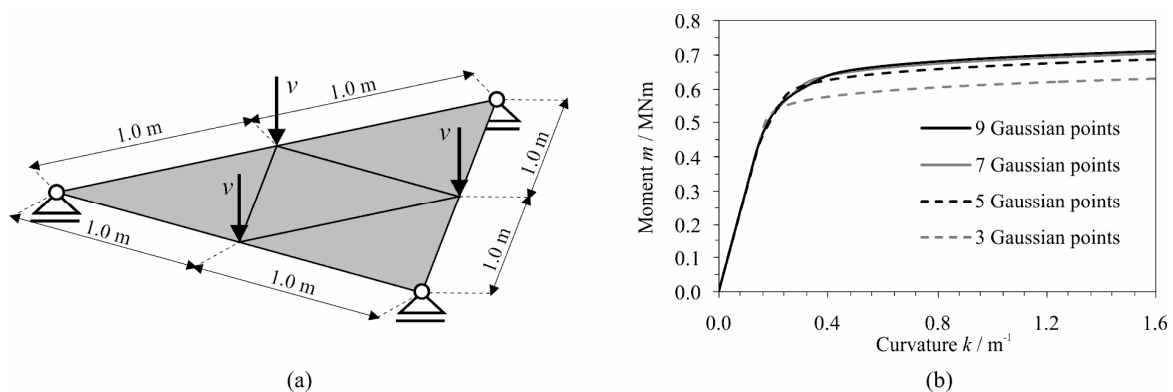 v
1.0 m
1.0 m
v
v
1.0 m
1.0 m
1.0 m
1.0 m
(a)
0.8
0.7
0.6
0.5
0.4
0.3
0.2
0.1
0.0
Moment m / MNm
9 Gaussian points
7 Gaussian points
5 Gaussian points
3 Gaussian points
0.0 0.4 0.8 1.2 1.6
Curvature k / m-1
(b)